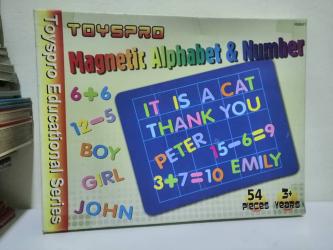 TOYSPRO
Magnetic Alphabet & Number
Toyspro Educational Series
6+6
12-5
BOY
GIRL
JOHN
IT IS A CAT
THANK YOU
PETER
15-6=9
3+7=10
EMILY
54
PIECES
3+
YEARS